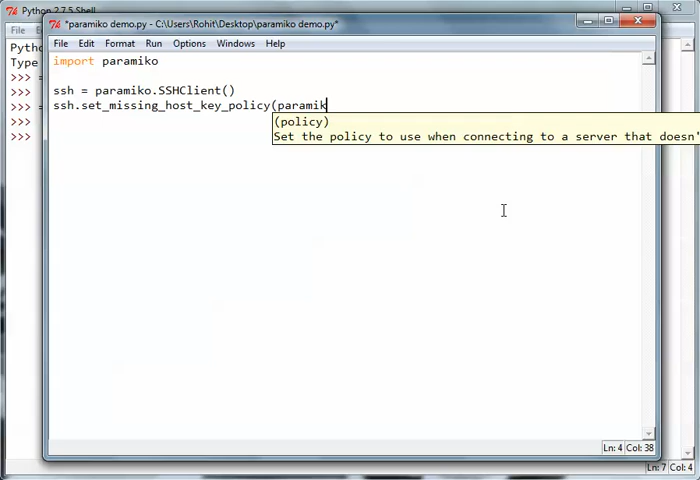 Python 2.7.5 Shell
*paramiko demo.py - C:\Users\Rohit\Desktop\paramiko demo.py*
File
File Edit Format Run Options Windows Help
Pyth
Type
>>>
>>>
>>>
>>>
>>>
import paramiko
ssh = paramiko.SSHClient()
ssh.set_missing_host_key_policy(paramik
(policy)
Set the policy to use when connecting to a server that doesn'
Ln: 4 Col: 38
Ln: 7 Col: 4